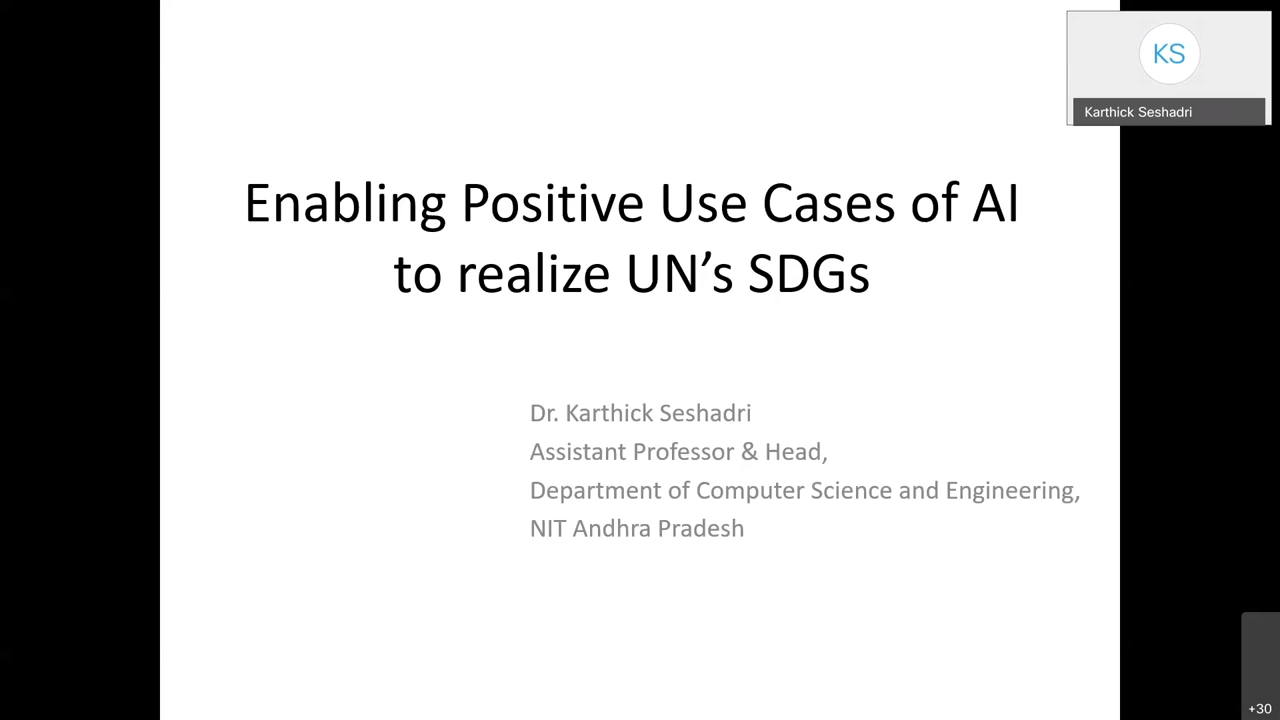 KS
Karthick Seshadri
Enabling Positive Use Cases of AI
to realize UN’s SDGs
Dr. Karthick Seshadri
Assistant Professor & Head,
Department of Computer Science and Engineering,
NIT Andhra Pradesh
+30